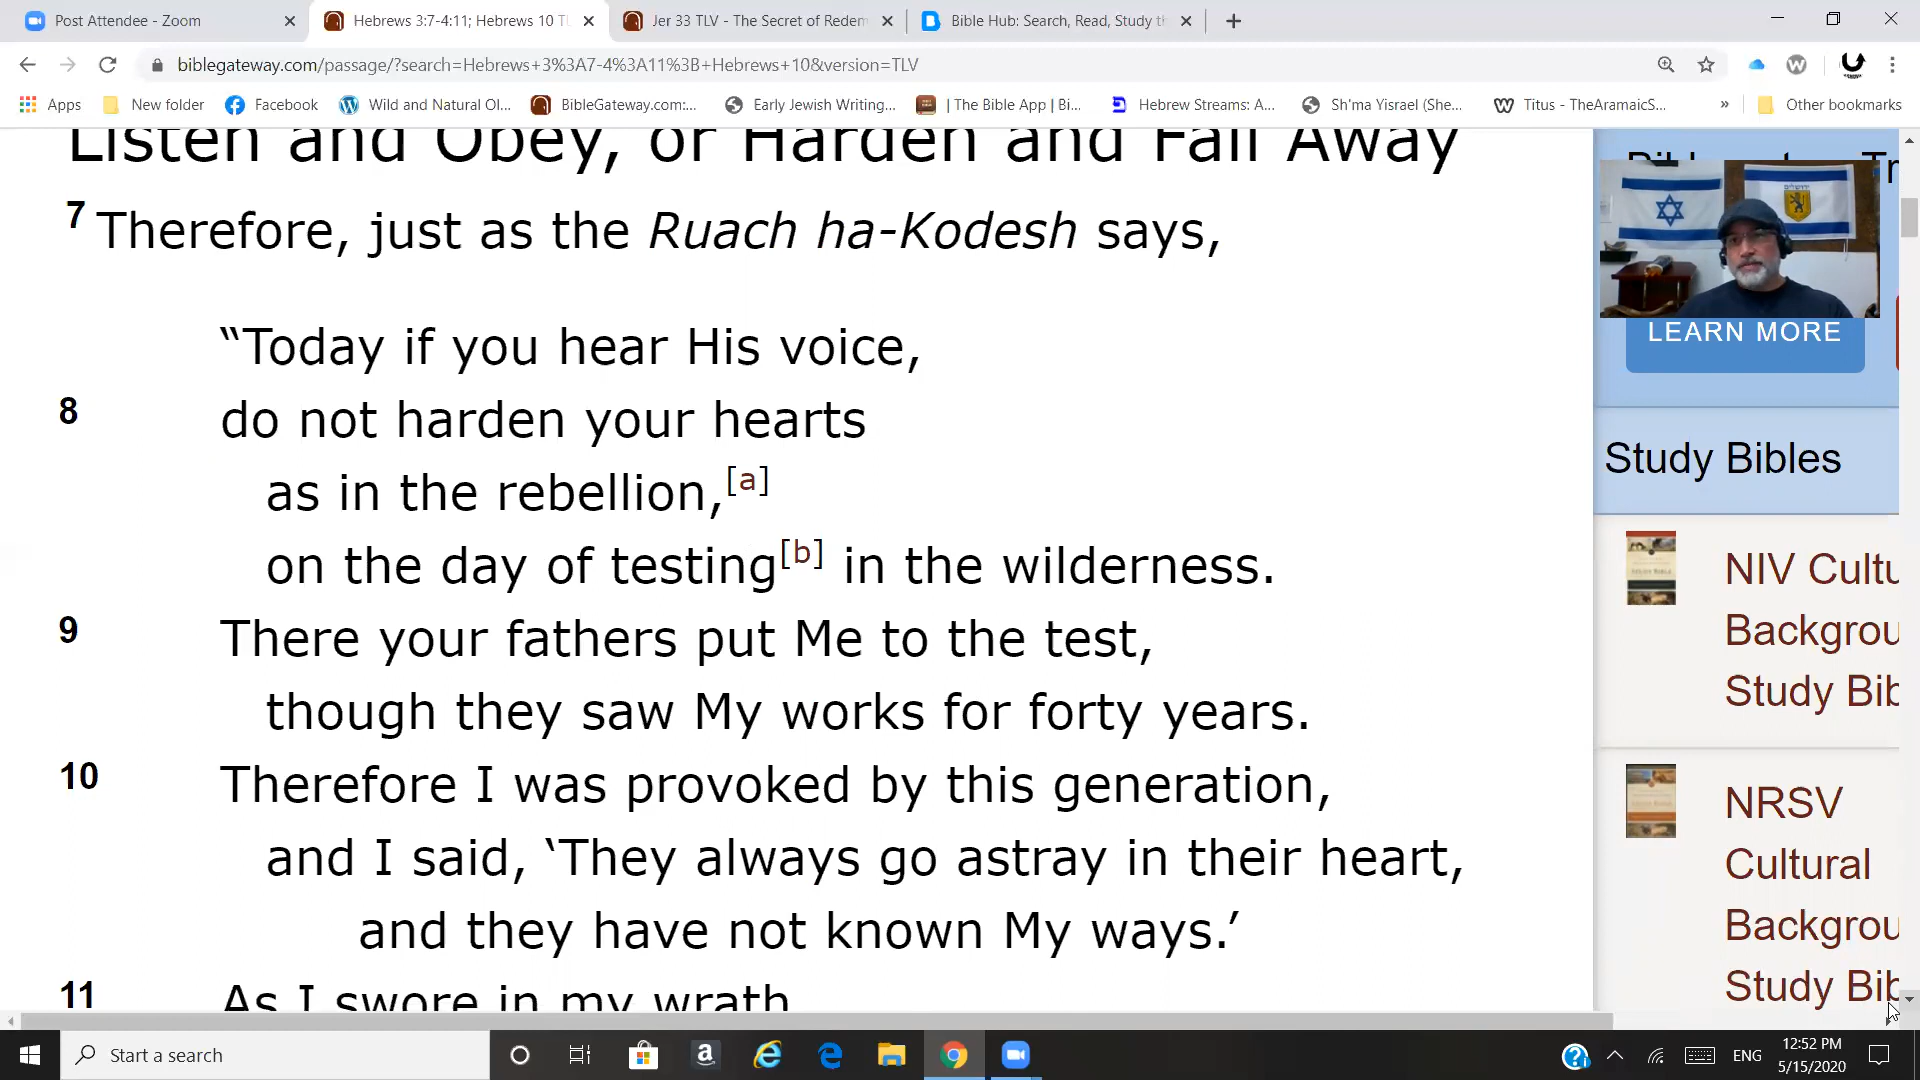 Post Attendee - Zoom
Hebrews 3:7-4:11; Hebrews 10 TL
Jer 33 TLV - The Secret of Redem
Bible Hub: Search, Read, Study th
biblegateway.com/passage/?search=Hebrews+3%3A7-4%3A11%3B+Hebrews+10&version=TLV
Apps
New folder
Facebook
Wild and Natural Ol...
BibleGateway.com:...
Early Jewish Writing...
| The Bible App | Bi...
Hebrew Streams: A...
Sh'ma Yisrael (She...
Titus - TheAramaicS...
»
Other bookmarks
Listen and Obey, or Harden and Fall Away
7 Therefore, just as the Ruach ha-Kodesh says,
“Today if you hear His voice,
8 do not harden your hearts
as in the rebellion,[a]
on the day of testing[b] in the wilderness.
9 There your fathers put Me to the test,
though they saw My works for forty years.
10 Therefore I was provoked by this generation,
and I said, ‘They always go astray in their heart,
and they have not known My ways.’
11 As I swore in my wrath,
LEARN MORE
Study Bibles
NIV Cultu
Backgrou
Study Bib
NRSV
Cultural
Backgrou
Study Bib
Start a search
ENG
12:52 PM
5/15/2020